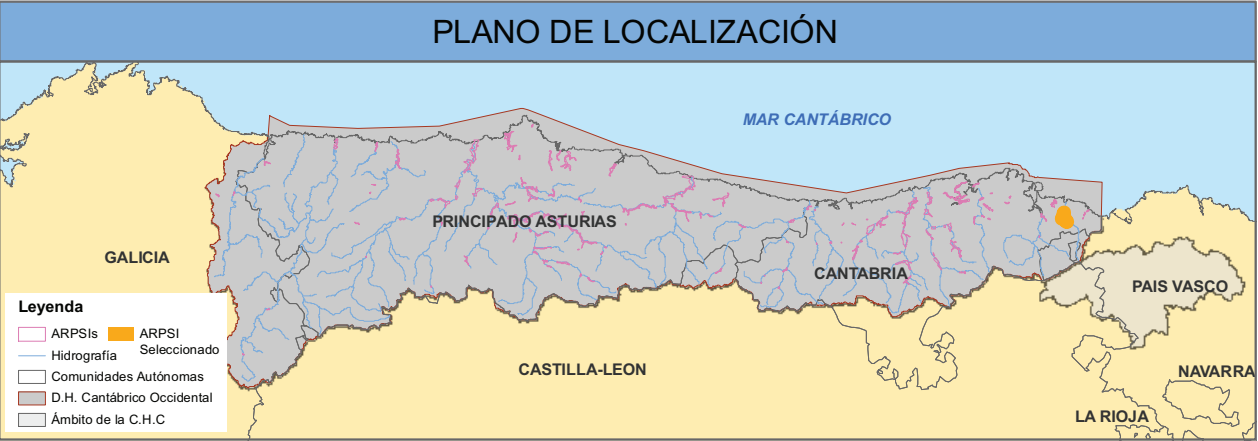 PLANO DE LOCALIZACIÓN
MAR CANTÁBRICO
PRINCIPADO ASTURIAS
GALICIA
CANTABRIA
PAIS VASCO
CASTILLA-LEON
NAVARRA
LA RIOJA
Leyenda
ARPSIs
ARPSI
Seleccionado
Hidrografía
Comunidades Autónomas
D.H. Cantábrico Occidental
Ámbito de la C.H.C